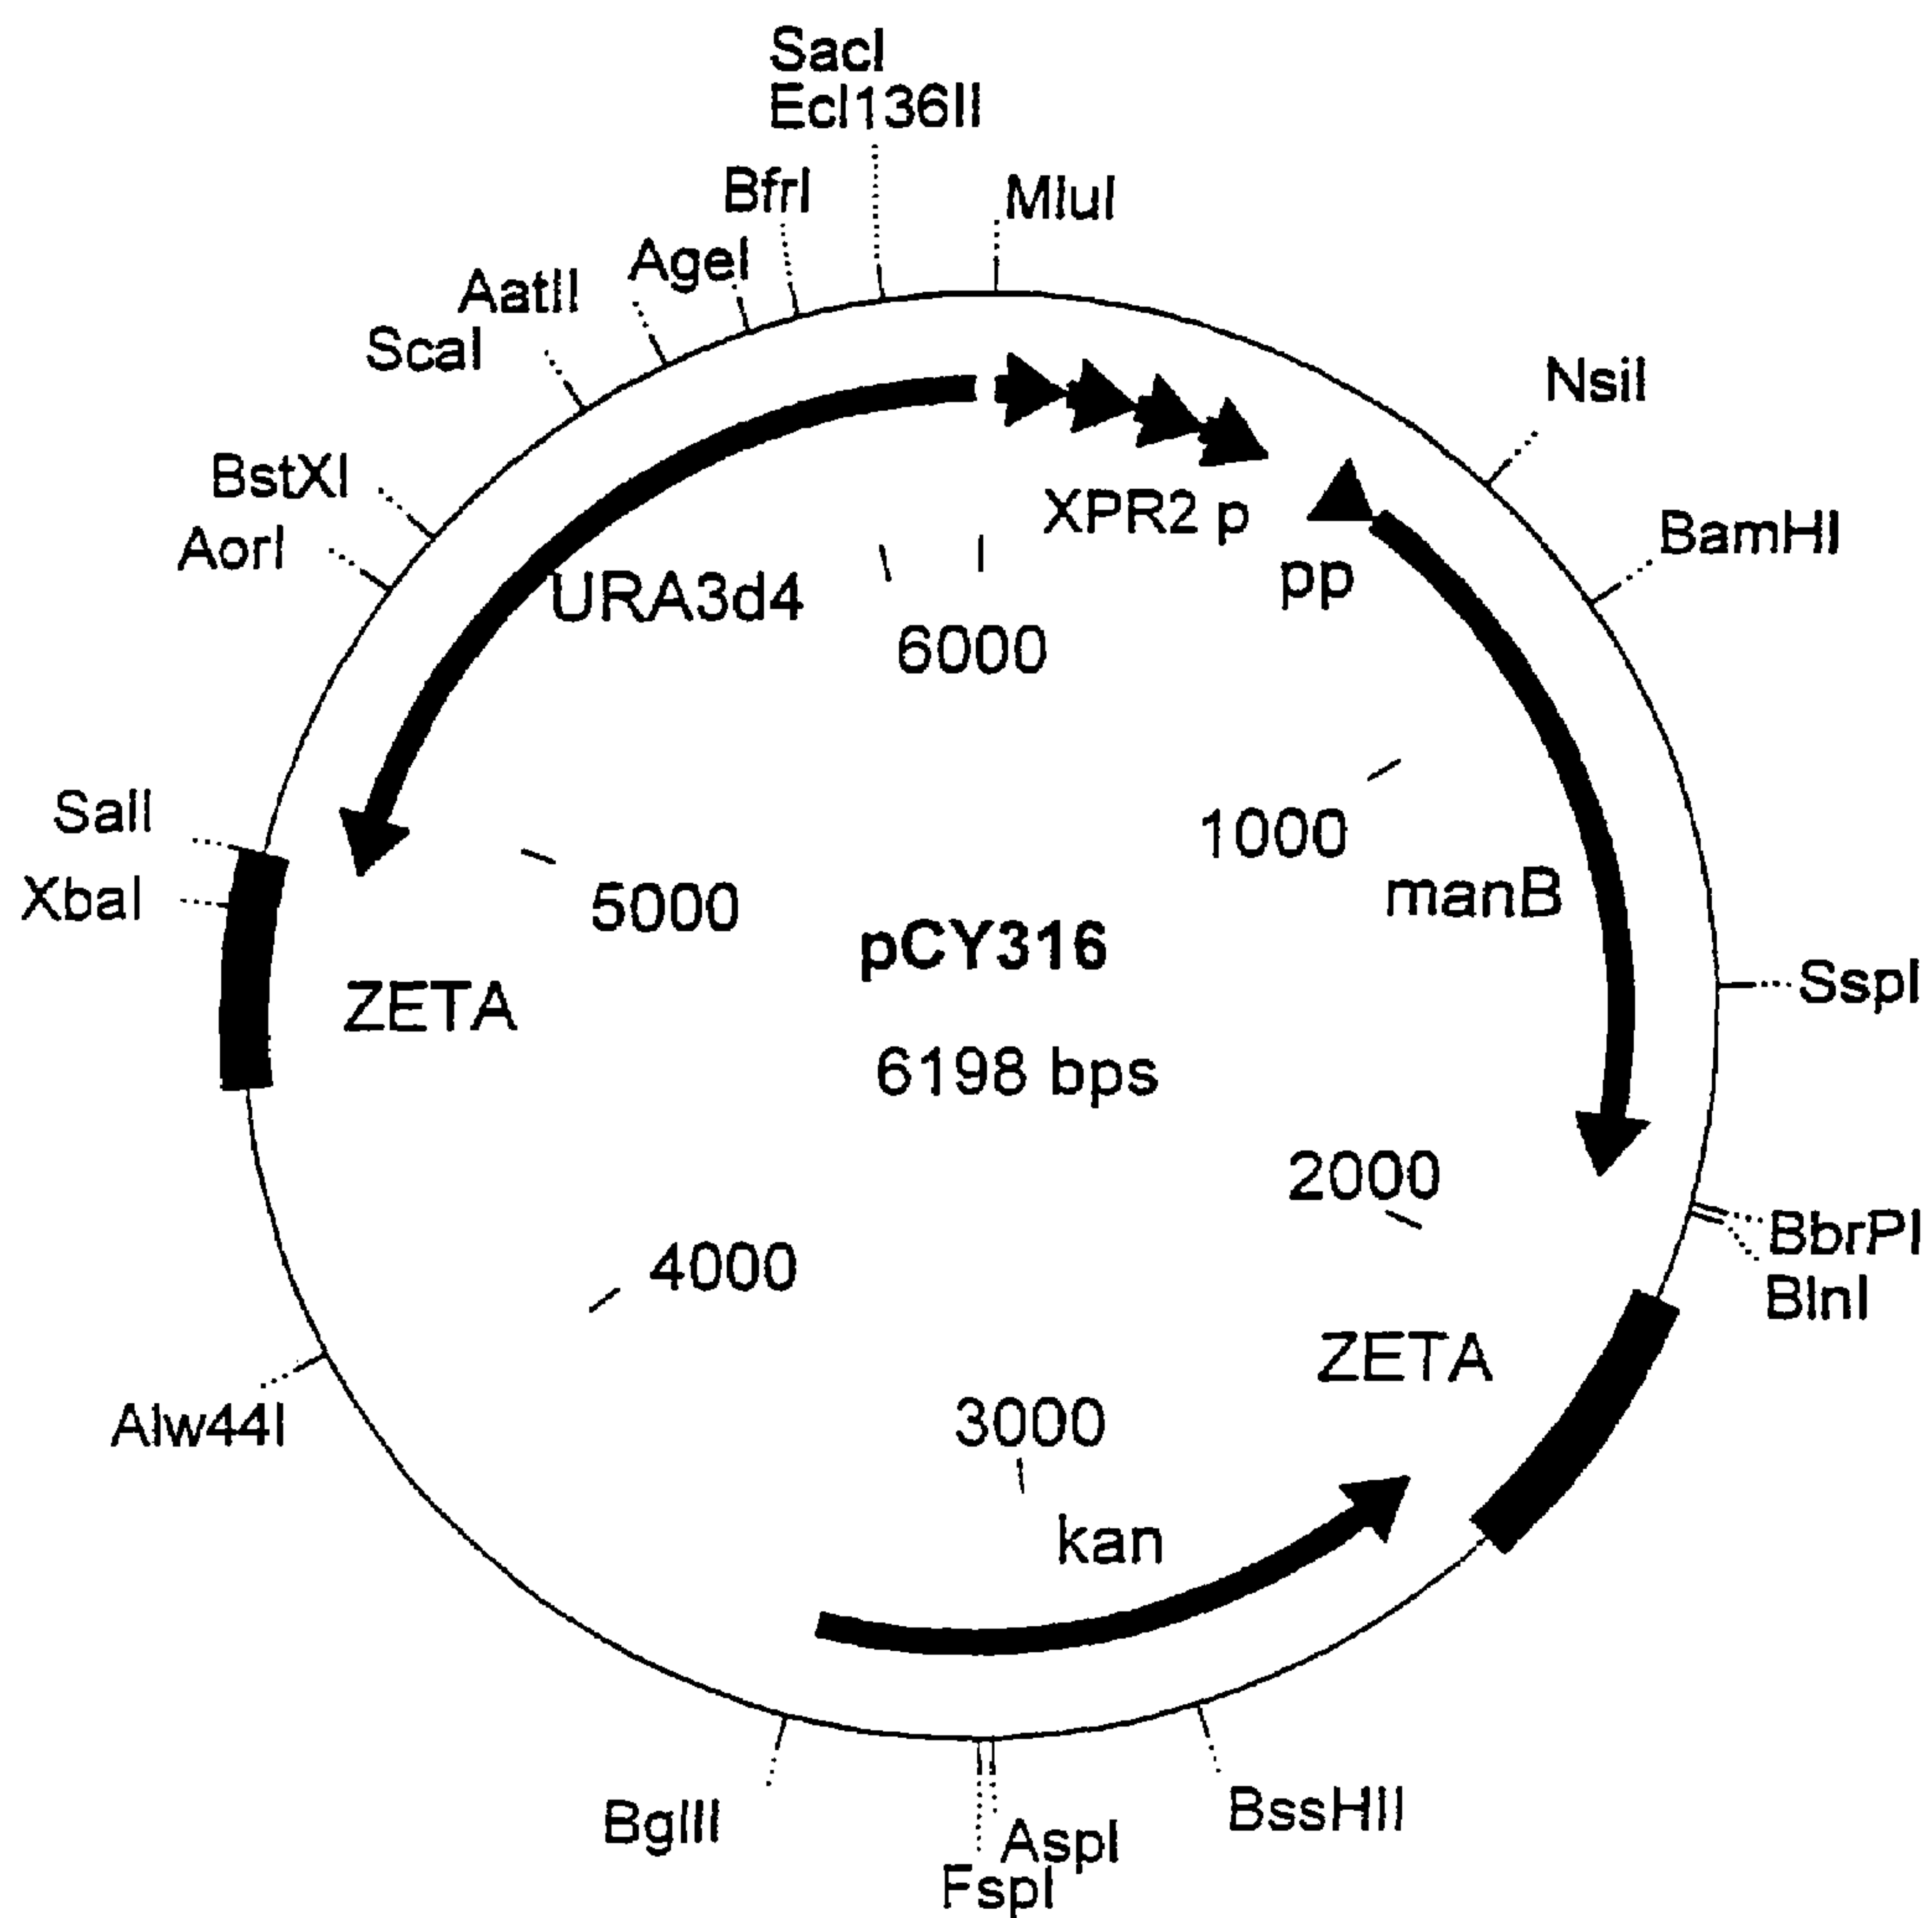 SacI
Ecl136II
BfrI
MluI
AgeI
AatII
ScaI
NsiI
BstXI
BamHI
AorI
XPR2 p
pp
URA3d4
6000
SalI
1000
XbaI
manB
5000
pCY316
SspI
ZETA
6198 bps
2000
BbrPI
4000
BlnI
ZETA
3000
Alw44I
kan
BssHII
BglII
AspI
FspI